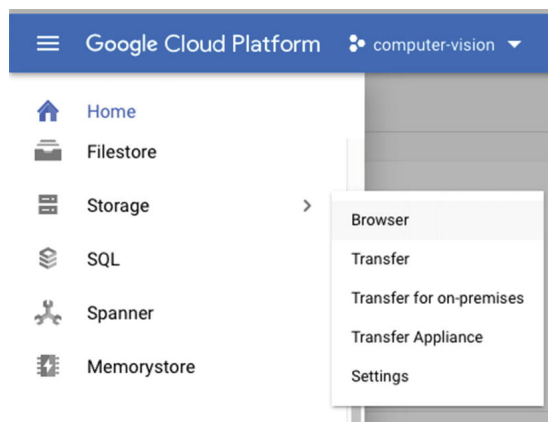 Google Cloud Platform computer-vision
Home
Filestore
Storage
SQL
Spanner
Memorystore
Browser
Transfer
Transfer for on-premises
Transfer Appliance
Settings